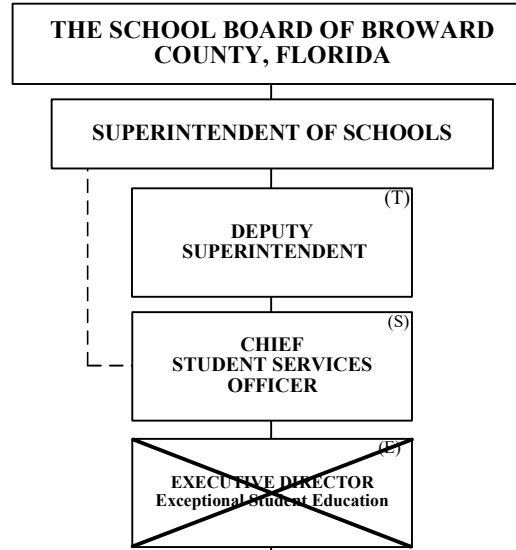 THE SCHOOL BOARD OF BROWARD
COUNTY, FLORIDA
SUPERINTENDENT OF SCHOOLS
(T)
DEPUTY
SUPERINTENDENT
(S)
CHIEF
STUDENT SERVICES
OFFICER
(E)
EXECUTIVE DIRECTOR
Exceptional Student Education